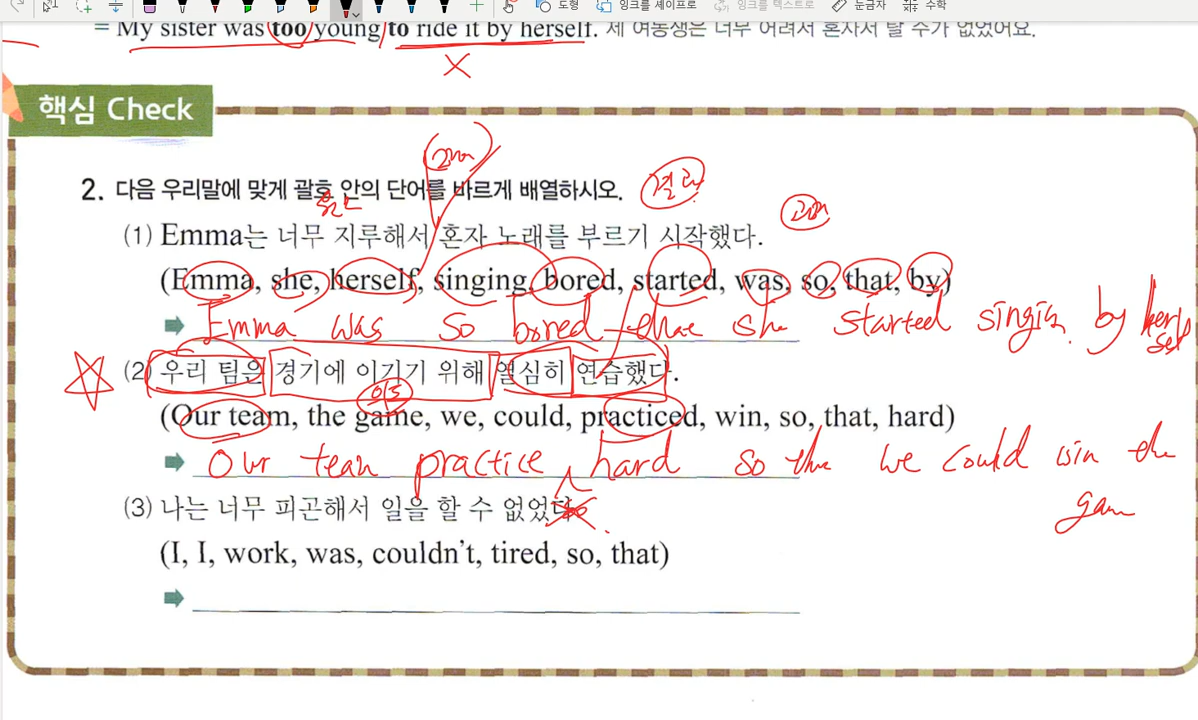 도형 잉크를 셰이프로 잉크를 텍스트로 눈금자 수학
= My sister was too young to ride it by herself. 제 여동생은 너무 어려서 혼자서 탈 수가 없었어요.
X
핵심 Check
2. 다음 우리말에 맞게 괄호 안의 단어를 바르게 배열하시오.
(1) Emma는 너무 지루해서 혼자 노래를 부르기 시작했다.
(Emma, she, herself, singing, bored, started, was, so, that, by)
Emma was so bored she started by
(2) 우리 팀은 경기에 이기기 위해 열심히 연습했다.
(Our team, the game, we, could, practiced, win, so, that, hard)
Our practice hard so we could win the
(3) 나는 너무 피곤해서 일을 할 수 없었다.
(I, I, work, was, couldn't, tired, so, that)